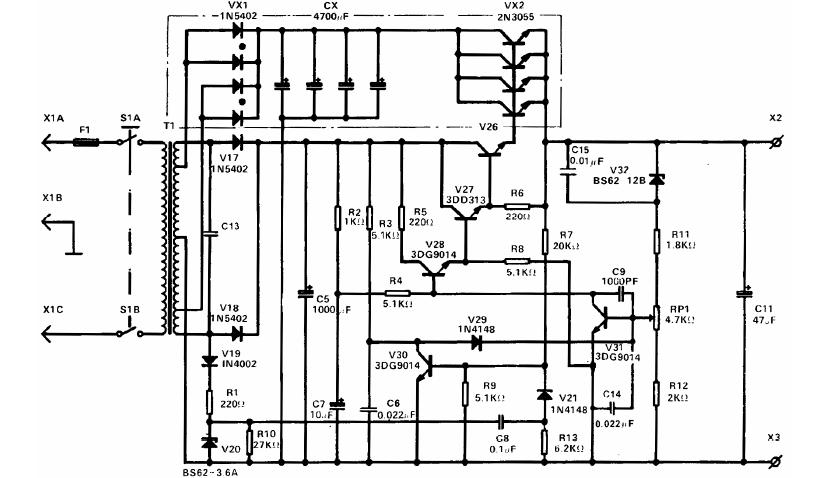 VX1
1N5402
CX
4700µF
VX2
2N3055
X1A
F1
S1A
T1
V26
X2
V17
1N5402
C15
0.01µF
V32
BS62 12B
V27
3DD313
R6
220Ω
X1B
R2
1KΩ
R3
5.1KΩ
R5
220Ω
C13
R7
20KΩ
R11
1.8KΩ
V28
3DG9014
R8
5.1KΩ
C9
1000PF
R4
5.1KΩ
X1C
S1B
V18
1N5402
C5
1000µF
V29
1N4148
RP1
4.7KΩ
C11
47µF
V19
IN4002
V30
3DG9014
V31
3DG9014
R1
220Ω
C7
10µF
C6
0.022µF
R9
5.1KΩ
V21
1N4148
C14
0.022µF
R12
2KΩ
V20
BS62-3.6A
R10
27KΩ
C8
0.1µF
R13
6.2KΩ
X3